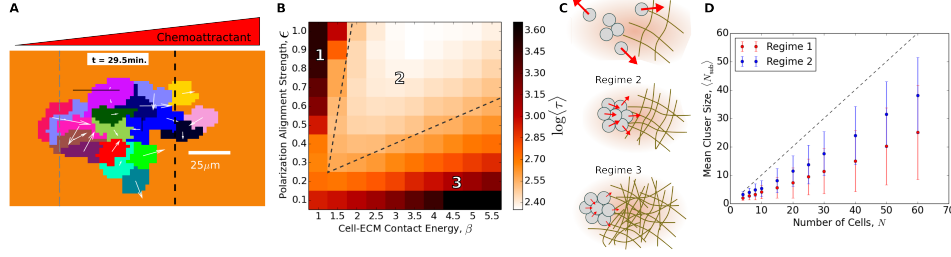 A
Chemoattractant
t = 29.5min.
25μm
B
Polarization Alignment Strength, ϵ
1.0
0.9
0.8
0.7
0.6
0.5
0.4
0.3
0.2
0.1
1
2
3
1 1.5 2 2.5 3 3.5 4 4.5 5 5.5
Cell-ECM Contact Energy, β
3.60
3.45
3.30
3.15
3.00
2.85
2.70
2.55
2.40
log⟨τ⟩
C
Regime 2
Regime 3
D
Regime 1
Regime 2
Mean Cluser Size, ⟨Nsub⟩
60
50
40
30
20
10
0
0 10 20 30 40 50 60 70
Number of Cells, N